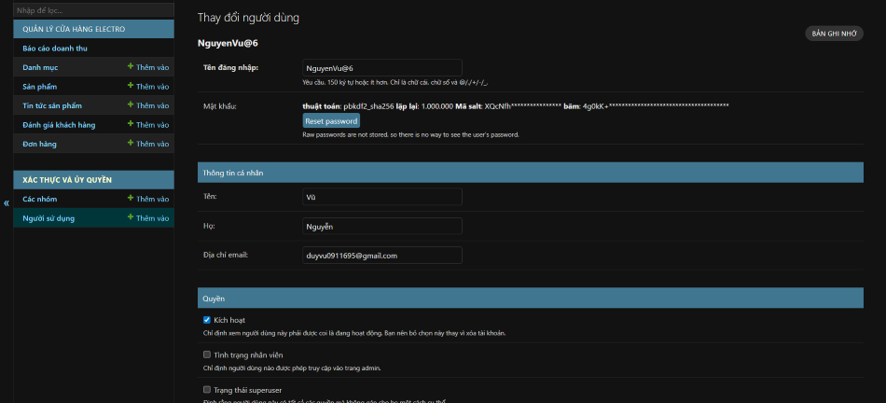 Nhập để lọc...
QUẢN LÝ CỬA HÀNG ELECTRO
Báo cáo doanh thu
Danh mục + Thêm vào
Sản phẩm + Thêm vào
Tin tức sản phẩm + Thêm vào
Đánh giá khách hàng + Thêm vào
Đơn hàng + Thêm vào
XÁC THỰC VÀ ỦY QUYỀN
Các nhóm + Thêm vào
Người sử dụng + Thêm vào
«
Thay đổi người dùng
BẢN GHI NHỚ
NguyenVu@6
Tên đăng nhập: NguyenVu@6
Yêu cầu. 150 ký tự hoặc ít hơn. Chỉ là chữ cái, chữ số và @/./+/-/_.
Mật khẩu: thuật toán: pbkdf2_sha256 lặp lại: 1.000.000 Mã salt: XQcNfh**************** băm: 4g0kK+**************************************
Reset password
Raw passwords are not stored, so there is no way to see the user's password.
Thông tin cá nhân
Tên: Vũ
Họ: Nguyễn
Địa chỉ email: duyvu0911695@gmail.com
Quyền
Kích hoạt
Chỉ định xem người dùng này phải được coi là đang hoạt động. Bạn nên bỏ chọn này thay vì xóa tài khoản.
Tình trạng nhân viên
Chỉ định người dùng nào được phép truy cập vào trang admin.
Trạng thái superuser